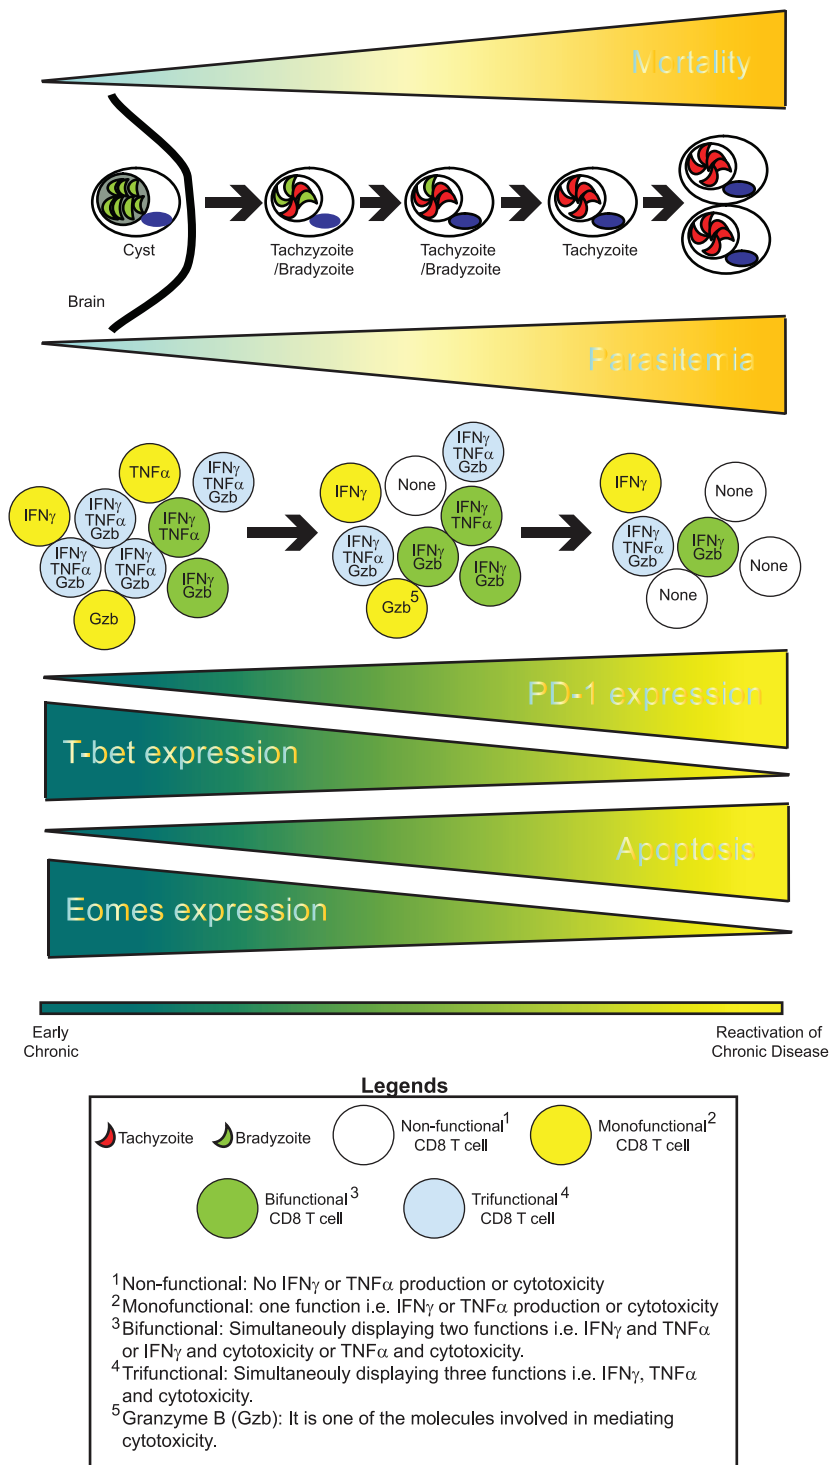 Mortality
Cyst
Tachzyzoite
/Bradyzoite
Tachyzoite
/Bradyzoite
Tachyzoite
Brain
Parasitemia
IFNγ
TNFα
IFNγ
TNFα
Gzb
IFNγ
TNFα
Gzb
IFNγ
TNFα
IFNγ
TNFα
Gzb
IFNγ
TNFα
Gzb
IFNγ
Gzb
Gzb
IFNγ
None
IFNγ
TNFα
Gzb
IFNγ
TNFα
IFNγ
TNFα
Gzb
IFNγ
Gzb
IFNγ
Gzb
Gzb5
IFNγ
None
IFNγ
TNFα
Gzb
IFNγ
Gzb
None
None
PD-1 expression
T-bet expression
Apoptosis
Eomes expression
Early
Chronic
Reactivation of
Chronic Disease
Legends
Tachyzoite
Bradyzoite
Non-functional1
CD8 T cell
Monofunctional2
CD8 T cell
Bifunctional3
CD8 T cell
Trifunctional4
CD8 T cell
1Non-functional: No IFNγ or TNFα production or cytotoxicity
2Monofunctional: one function i.e. IFNγ or TNFα production or cytotoxicity
3Bifunctional: Simultaneouly displaying two functions i.e. IFNγ and TNFα
or IFNγ and cytotoxicity or TNFα and cytotoxicity.
4Trifunctional: Simultaneously displaying three functions i.e. IFNγ, TNFα
and cytotoxicity.
5Granzyme B (Gzb): It is one of the molecules involved in mediating
cytotoxicity.